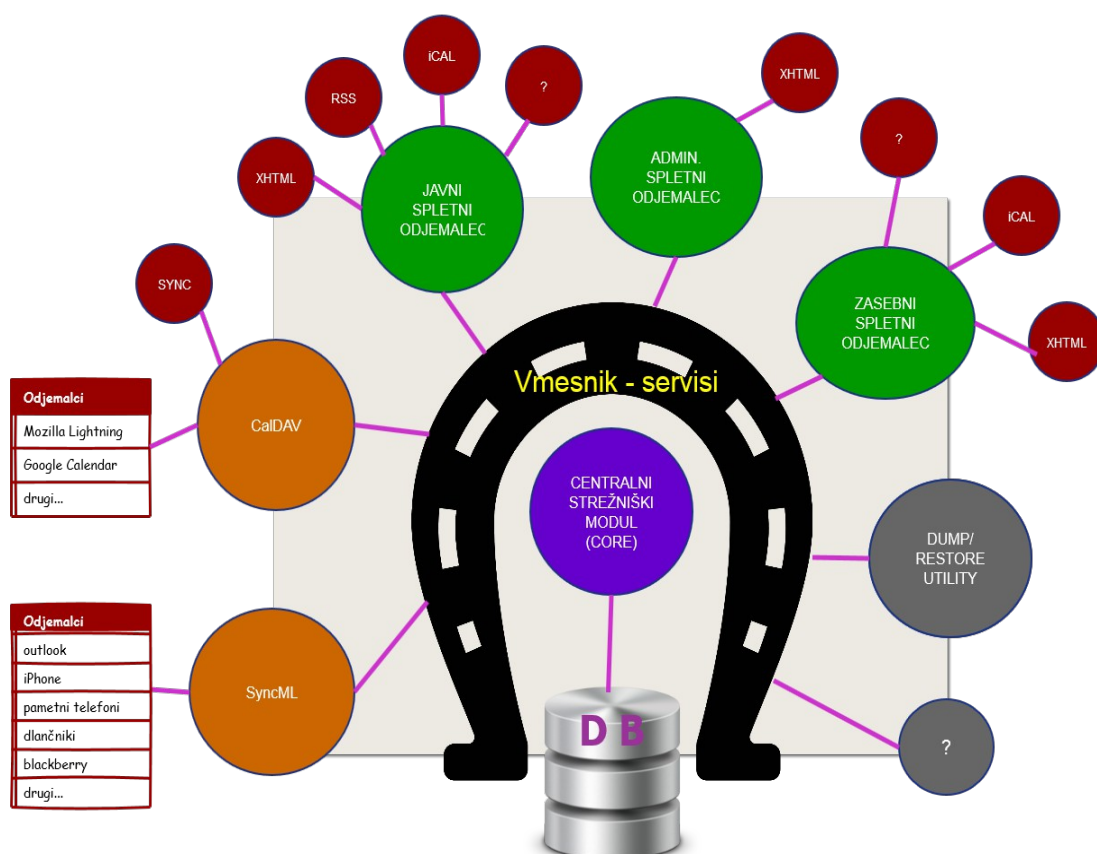 iCAL
RSS
?
XHTML
JAVNI
SPLETNI
ODJEMALEC
XHTML
ADMIN.
SPLETNI
ODJEMALEC
?
iCAL
XHTML
ZASEBNI
SPLETNI
ODJEMALEC
SYNC
CalDAV
Odjemalci
Mozilla Lightning
Google Calendar
drugi...
Vmesnik - servisi
CENTRALNI
STREŽNIŠKI
MODUL
(CORE)
DUMP/
RESTORE
UTILITY
Odjemalci
outlook
iPhone
pametni telefoni
dlančniki
blackberry
drugi...
SyncML
D B
?